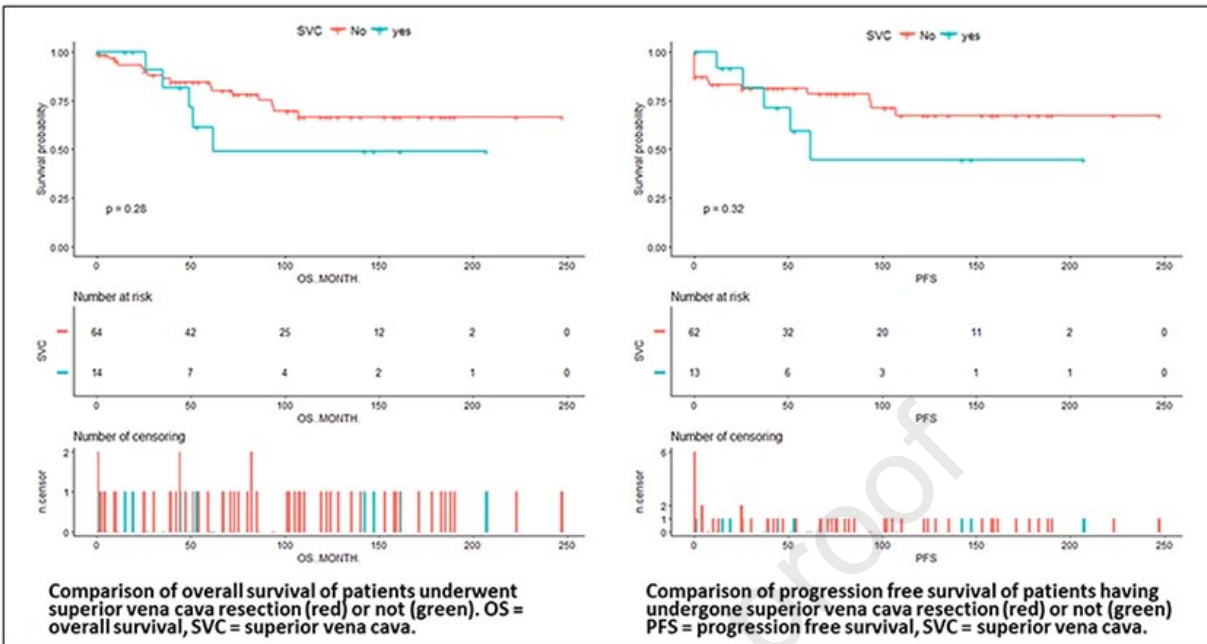 SVC No yes
1.00
0.75
0.50
0.25
0.00
Survival probability
p = 0.28
0 50 100 150 200 250
OS..MONTH.
Number at risk
SVC
64 42 25 12 2 0
14 7 4 2 1 0
0 50 100 150 200 250
OS..MONTH.
Number of censoring
n.censor
2
1
0
0 50 100 150 200 250
OS..MONTH.
Comparison of overall survival of patients underwent
superior vena cava resection (red) or not (green). OS =
overall survival, SVC = superior vena cava.
SVC No yes
1.00
0.75
0.50
0.25
0.00
Survival probability
p = 0.32
0 50 100 150 200 250
PFS
Number at risk
SVC
62 32 20 11 2 0
13 6 3 1 1 0
0 50 100 150 200 250
PFS
Number of censoring
n.censor
6
2
1
0
0 50 100 150 200 250
PFS
Comparison of progression free survival of patients having
undergone superior vena cava resection (red) or not (green)
PFS = progression free survival, SVC = superior vena cava.
roof